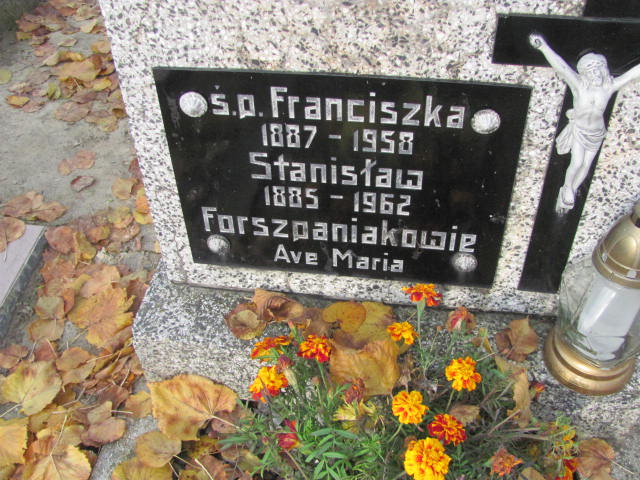 ś.p. Franciszka
1887 - 1958
Stanisław
1885 - 1962
Forszpaniakowie
Ave Maria